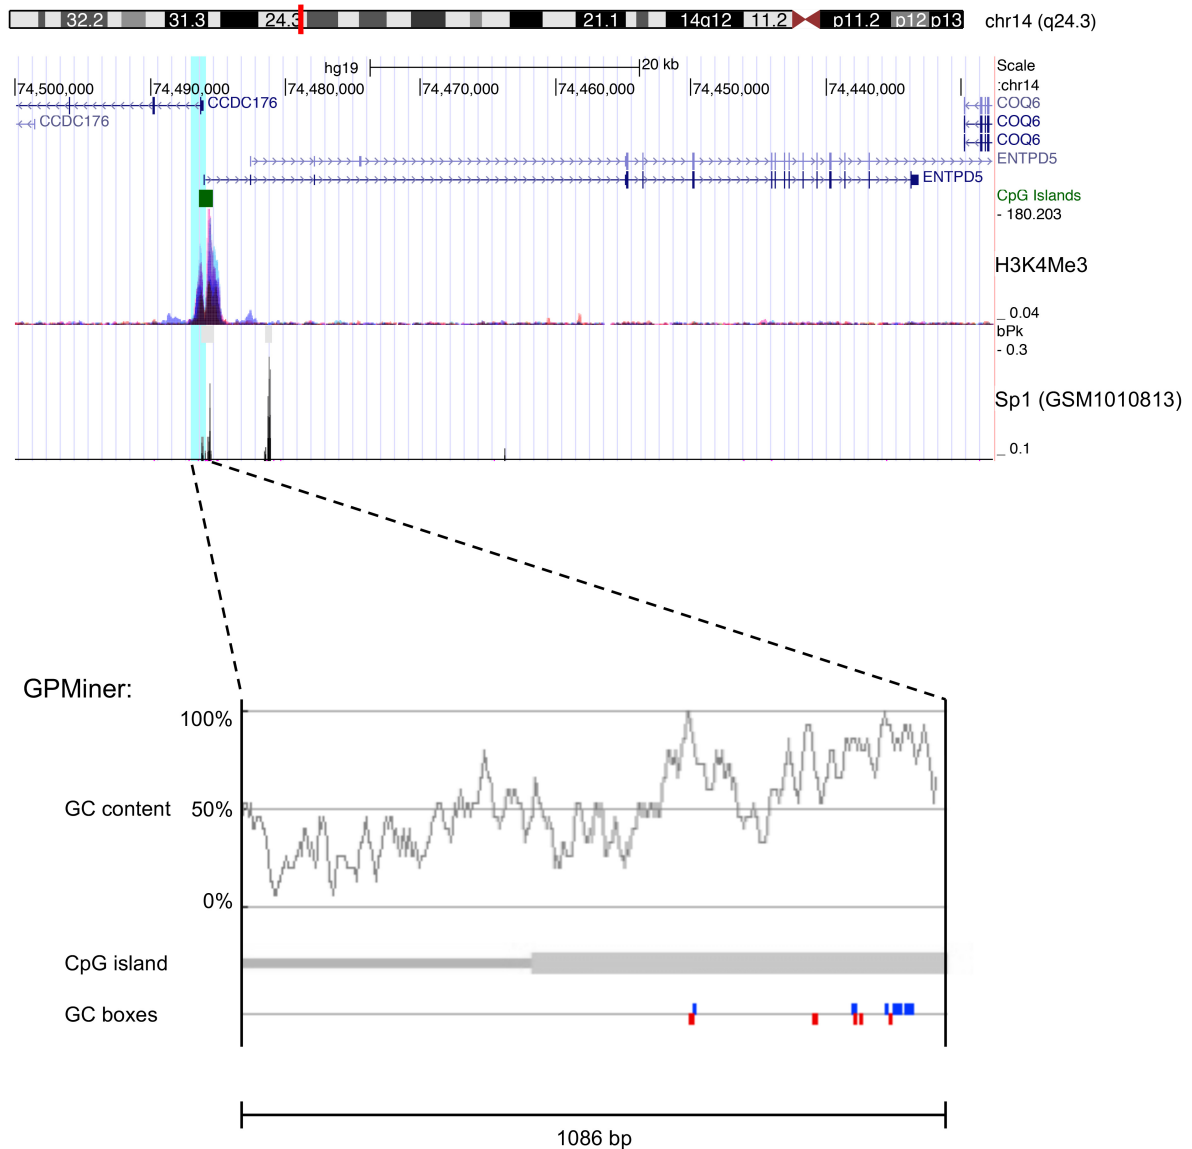 32.2 31.3 24.3 21.1 14q12 11.2 p11.2 p12 p13 chr14 (q24.3)
hg19 20 kb Scale
74,500,000 74,490,000 74,480,000 74,470,000 74,460,000 74,450,000 74,440,000 :chr14
CCDC176 COQ6
CCDC176 COQ6
COQ6
ENTPD5
ENTPD5
CpG Islands
- 180.203
H3K4Me3
_ 0.04
bPk
- 0.3
Sp1 (GSM1010813)
_ 0.1
GPMiner:
100%
GC content 50%
0%
CpG island
GC boxes
1086 bp